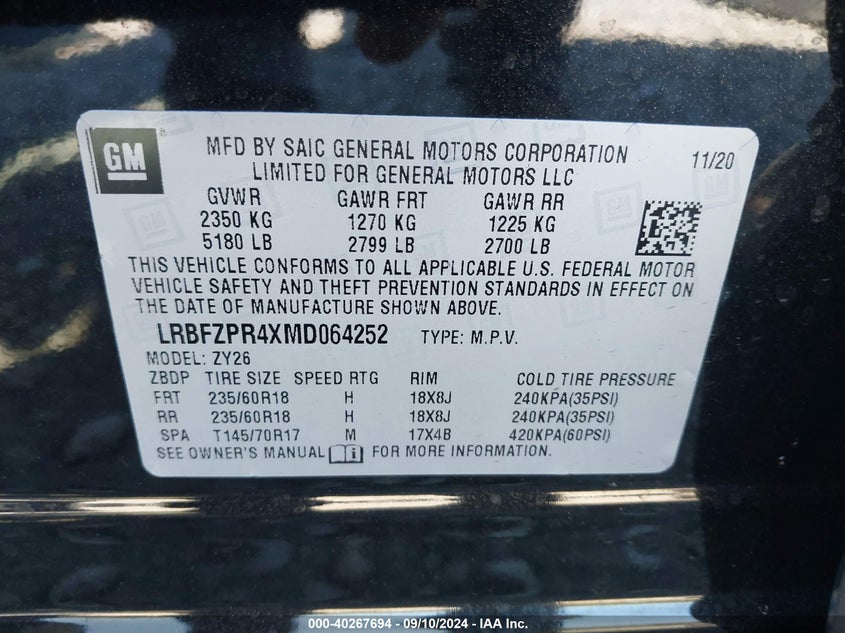 GM
MFD BY SAIC GENERAL MOTORS CORPORATION 11/20
LIMITED FOR GENERAL MOTORS LLC
GVWR GAWR FRT GAWR RR
2350 KG 1270 KG 1225 KG
5180 LB 2799 LB 2700 LB
THIS VEHICLE CONFORMS TO ALL APPLICABLE U.S. FEDERAL MOTOR
VEHICLE SAFETY AND THEFT PREVENTION STANDARDS IN EFFECT ON
THE DATE OF MANUFACTURE SHOWN ABOVE.
LRBFZPR4XMD064252 TYPE: M.P.V.
MODEL: ZY26
ZBDP TIRE SIZE SPEED RTG RIM COLD TIRE PRESSURE
FRT 235/60R18 H 18X8J 240KPA(35PSI)
RR 235/60R18 H 18X8J 240KPA(35PSI)
SPA T145/70R17 M 17X4B 420KPA(60PSI)
SEE OWNER'S MANUAL FOR MORE INFORMATION.
000-40267694 - 09/10/2024 - IAA Inc.